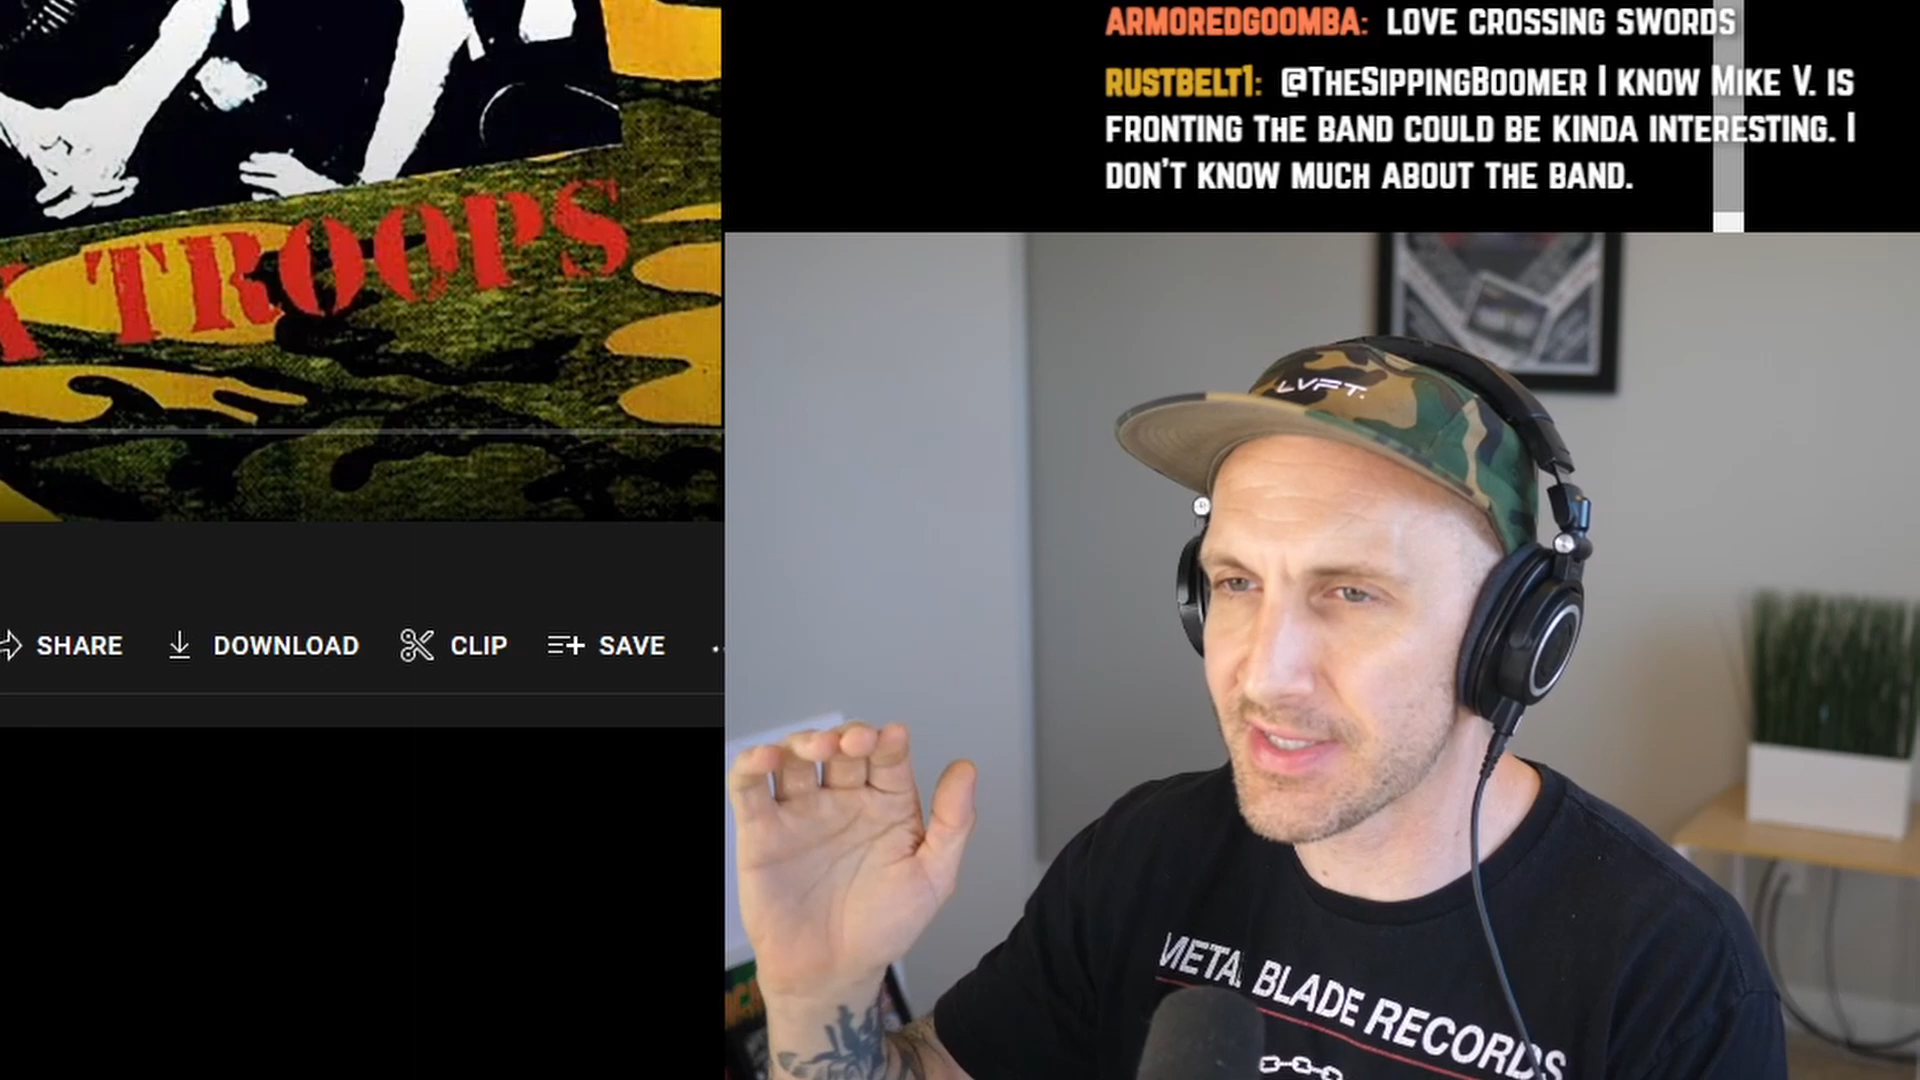 ARMOREDGOOMBA: LOVE CROSSING SWORDS
RUSTBELT1: @THESIPPINGBOOMER I KNOW MIKE V. IS
FRONTING THE BAND COULD BE KINDA INTERESTING. I
DON'T KNOW MUCH ABOUT THE BAND.
TROOPS
SHARE DOWNLOAD CLIP SAVE
LVFT.
METAL BLADE RECORDS